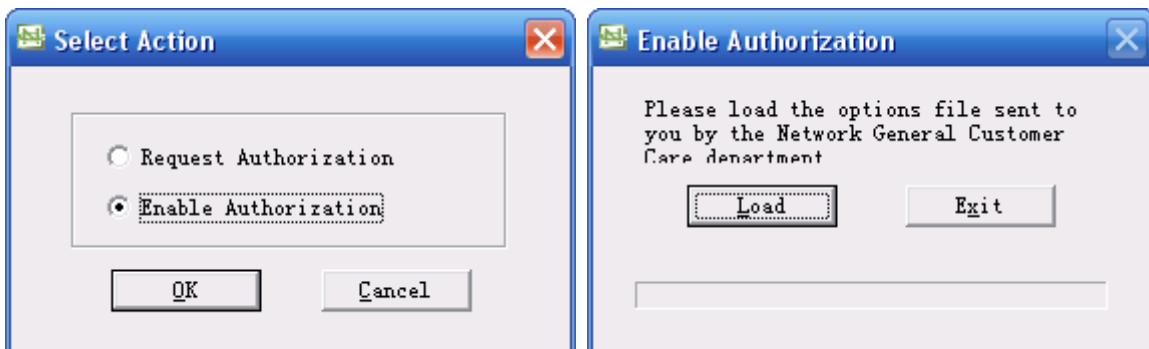 Select Action
Request Authorization
Enable Authorization
OK
Cancel
Enable Authorization
Please load the options file sent to
you by the Network General Customer
Care department
Load
Exit